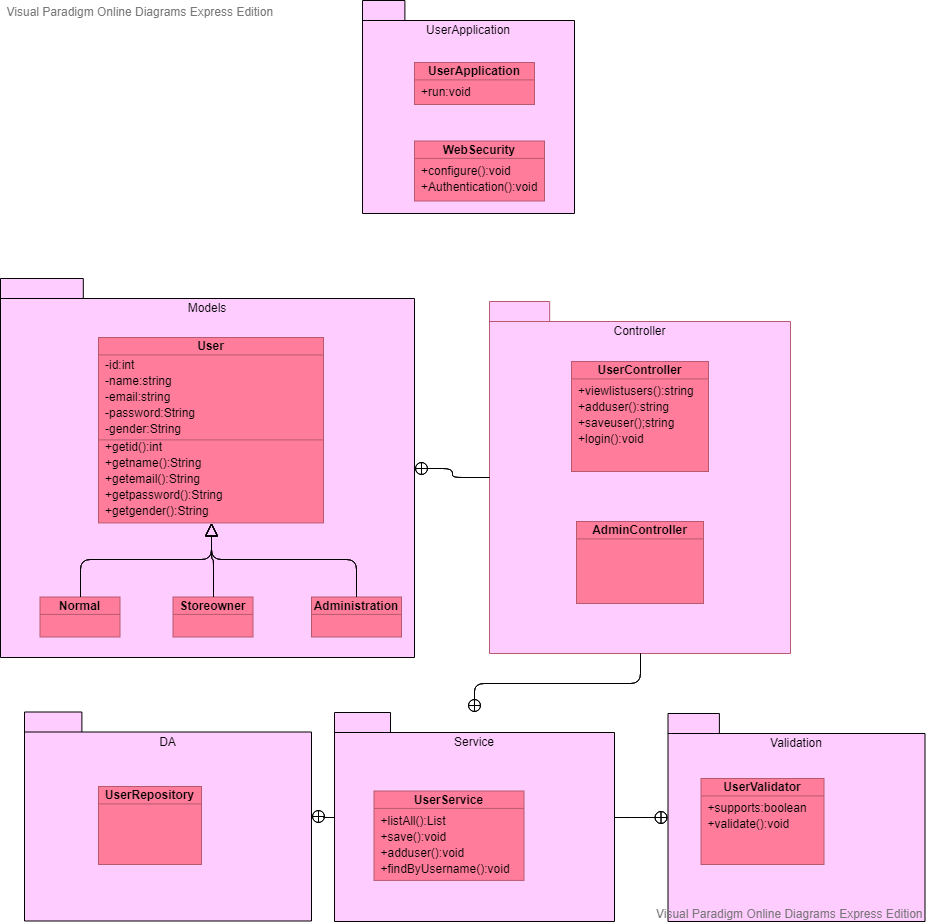 Visual Paradigm Online Diagrams Express Edition
UserApplication
UserApplication
+run:void
WebSecurity
+configure():void
+Authentication():void
Models
User
-id:int
-name:string
-email:string
-password:String
-gender:String
+getid():int
+getname():String
+getemail():String
+getpassword():String
+getgender():String
Normal
Storeowner
Administration
Controller
UserController
+viewlistusers():string
+adduser():string
+saveuser();string
+login():void
AdminController
DA
UserRepository
Service
UserService
+listAll():List
+save():void
+adduser():void
+findByUsername():void
Validation
UserValidator
+supports:boolean
+validate():void
Visual Paradigm Online Diagrams Express Edition